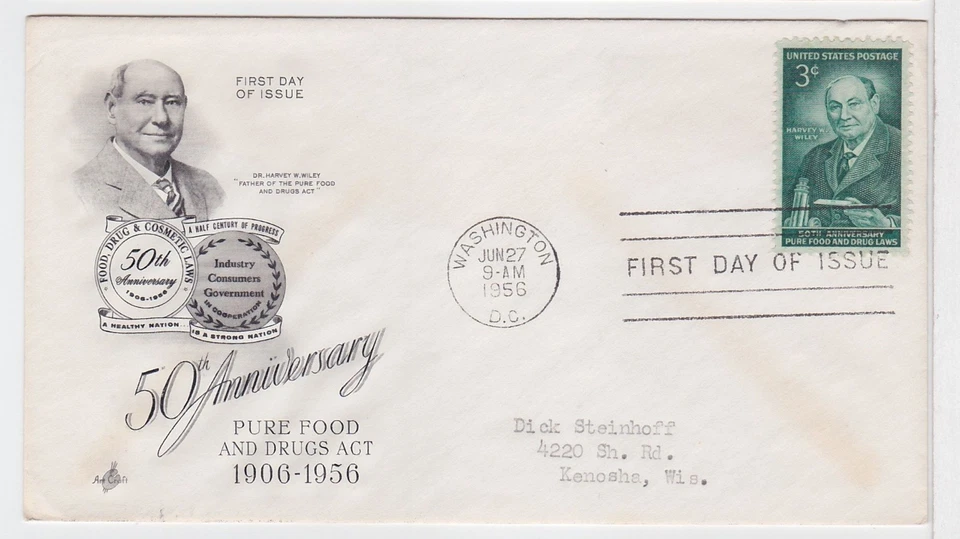 FIRST DAY
OF ISSUE
DR. HARVEY W. WILEY
"FATHER OF THE PURE FOOD
AND DRUGS ACT"
FOOD, DRUG & COSMETIC LAWS
50th
Anniversary
1906-1956
A HEALTHY NATION..
A HALF CENTURY OF PROGRESS
Industry
Consumers
Government
IN COOPERATION
IS A STRONG NATION
50th Anniversary
PURE FOOD
AND DRUGS ACT
1906-1956
Art Craft
WASHINGTON
JUN 27
9-AM
1956
D.C.
UNITED STATES POSTAGE
3¢
HARVEY W.
WILEY
50TH ANNIVERSARY
PURE FOOD AND DRUG LAWS
FIRST DAY OF ISSUE
Dick Steinhoff
4220 Sh. Rd.
Kenosha, Wis.